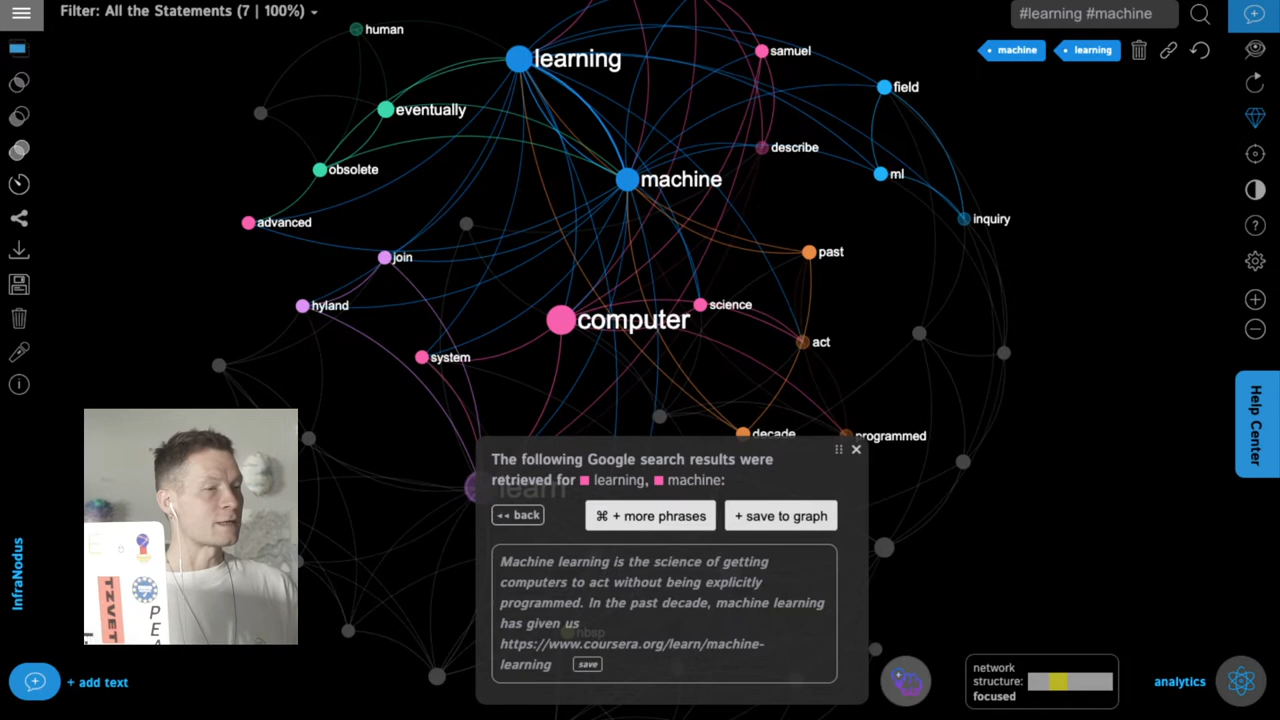 Filter: All the Statements (7 | 100%)
#learning #machine
machine
learning
human
learning
samuel
field
eventually
describe
ml
obsolete
machine
advanced
inquiry
join
past
hyland
science
computer
act
system
decade
programmed
Help Center
The following Google search results were
retrieved for learning, machine:
learn
◂◂ back
⌘ + more phrases
+ save to graph
Machine learning is the science of getting
computers to act without being explicitly
programmed. In the past decade, machine learning
has given us
nbsp
https://www.coursera.org/learn/machine-
learning
save
InfraNodus
TZVET
PE
+ add text
network
structure:
focused
analytics